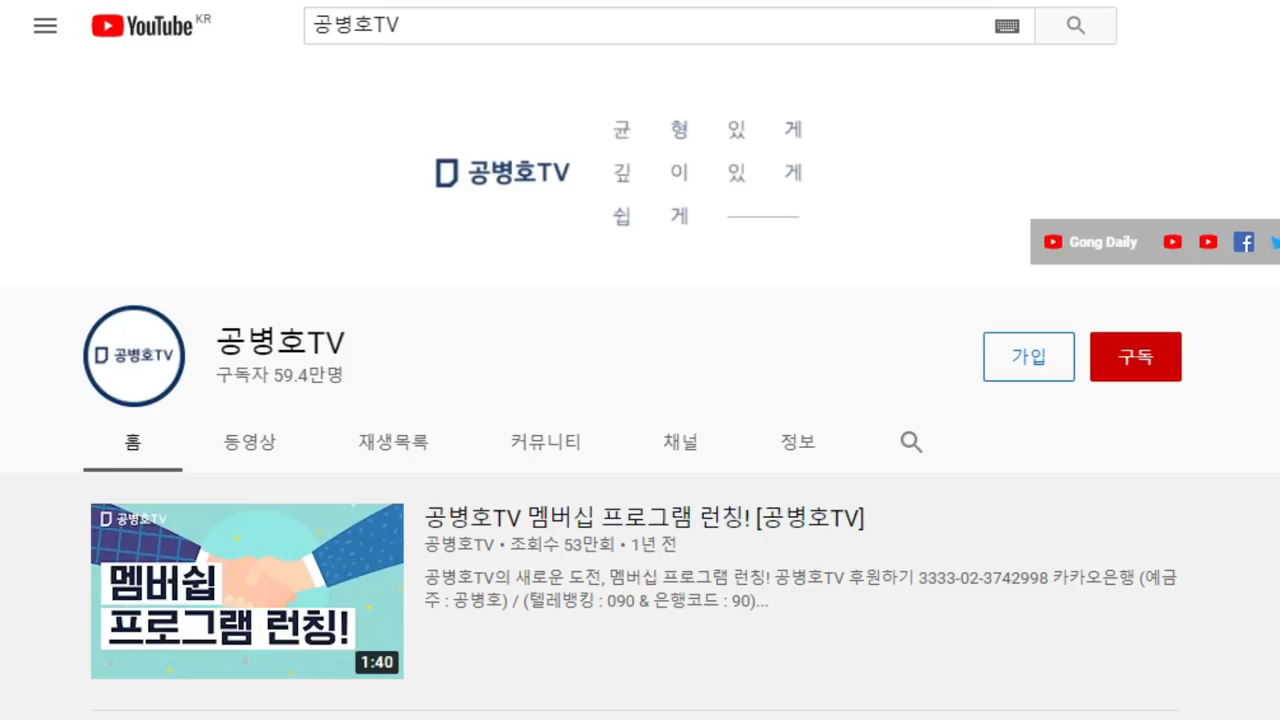 YouTube KR
공병호TV
균 형 있 게
공병호TV
깊 이 있 게
쉽 게
Gong Daily
공병호TV
공병호TV
구독자 59.4만명
가입
구독
홈 동영상 재생목록 커뮤니티 채널 정보
공병호TV
멤버쉽
프로그램 런칭!
1:40
공병호TV 멤버십 프로그램 런칭! [공병호TV]
공병호TV • 조회수 53만회 • 1년 전
공병호TV의 새로운 도전, 멤버십 프로그램 런칭! 공병호TV 후원하기 3333-02-3742998 카카오은행 (예금
주 : 공병호) / (텔레뱅킹 : 090 & 은행코드 : 90)...